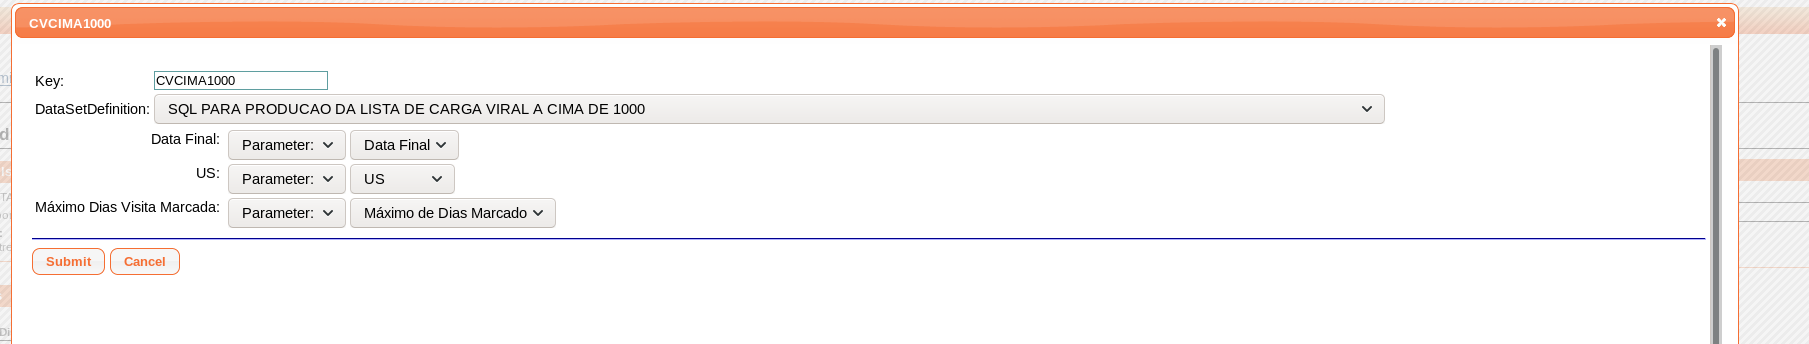 CVCIMA1000
Key: CVCIMA1000
DataSetDefinition: SQL PARA PRODUCAO DA LISTA DE CARGA VIRAL A CIMA DE 1000
Data Final: Parameter: Data Final
US: Parameter: US
Máximo Dias Visita Marcada: Parameter: Máximo de Dias Marcado
Submit Cancel